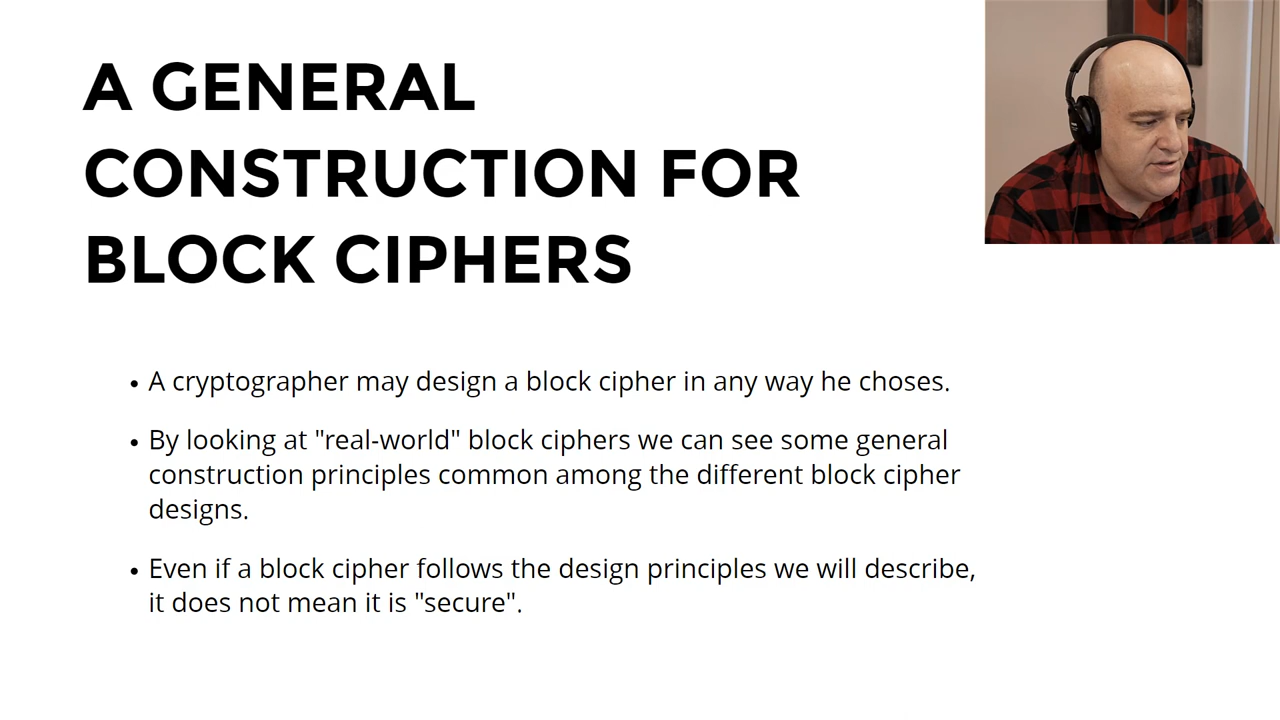 A GENERAL
CONSTRUCTION FOR
BLOCK CIPHERS
• A cryptographer may design a block cipher in any way he choses.
• By looking at "real-world" block ciphers we can see some general
construction principles common among the different block cipher
designs.
• Even if a block cipher follows the design principles we will describe,
it does not mean it is "secure".